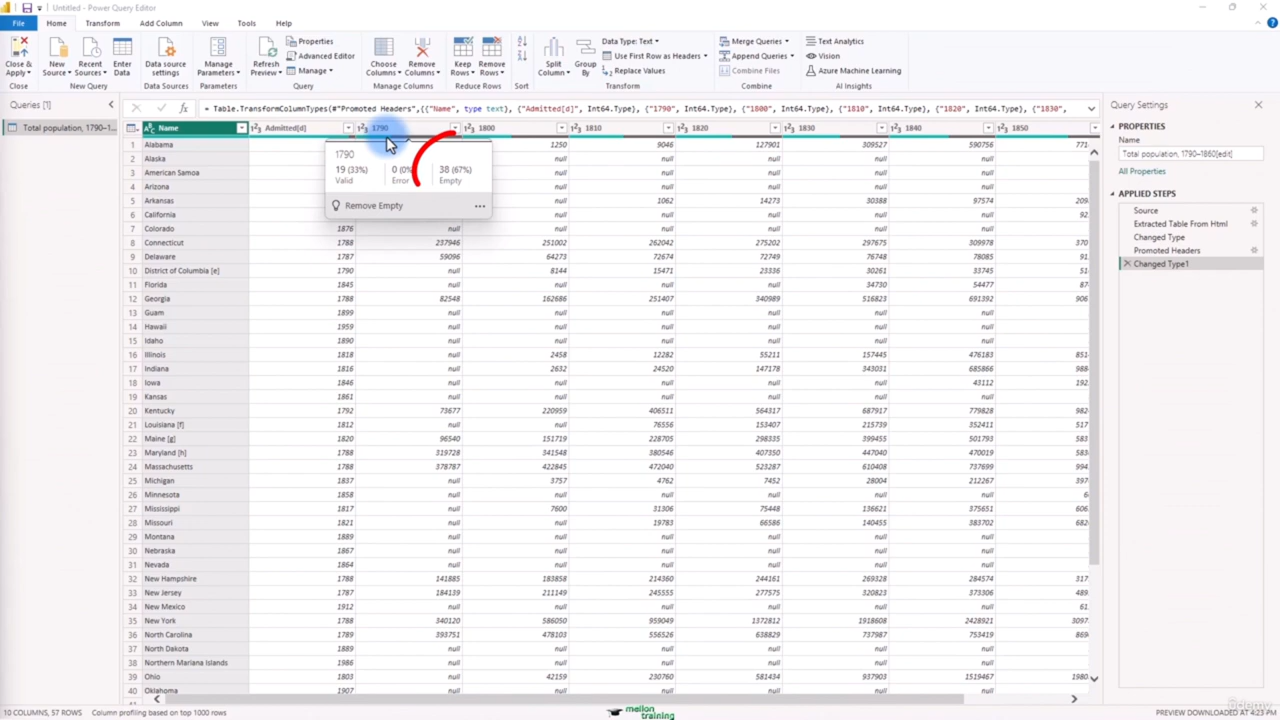 Untitled - Power Query Editor
File Home Transform Add Column View Tools Help
Close & Apply New Source Recent Sources Enter Data Data source settings Manage Parameters Refresh Preview Properties Advanced Editor Manage Choose Columns Remove Columns Keep Rows Remove Rows Split Column Group By Data Type: Text Use First Row as Headers Replace Values Merge Queries Append Queries Combine Files Text Analytics Vision Azure Machine Learning
Close New Query Data Sources Parameters Query Manage Columns Reduce Rows Sort Transform Combine AI Insights
Queries [1]
= Table.TransformColumnTypes(#"Promoted Headers",{{"Name", type text}, {"Admitted[d]", Int64.Type}, {"1790", Int64.Type}, {"1800", Int64.Type}, {"1810", Int64.Type}, {"1820", Int64.Type}, {"1830",
Total population, 1790–1...
Name Admitted[d] 1790 1800 1810 1820 1830 1840 1850
1790
19 (33%) 0 (0% 38 (67%)
Valid Error Empty
Remove Empty
1 Alabama 1250 9046 127901 309527 590756 771
2 Alaska null null null null null
3 American Samoa null null null null null
4 Arizona null null null null null
5 Arkansas null 1062 14273 30388 97574 209
6 California null null null null null
7 Colorado 1876 null null null null null null
8 Connecticut 1788 237946 251002 262042 275202 297675 309978 370
9 Delaware 1787 59096 64273 72674 72749 76748 78085 91
10 District of Columbia [e] 1790 null 8144 15471 23336 30261 33745 51
11 Florida 1845 null null null null 34730 54477 87
12 Georgia 1788 82548 162686 251407 340989 516823 691392 906
13 Guam 1899 null null null null null null
14 Hawaii 1959 null null null null null null
15 Idaho 1890 null null null null null null
16 Illinois 1818 null 2458 12282 55211 157445 476183 851
17 Indiana 1816 null 2632 24520 147178 343031 685866 988
18 Iowa 1846 null null null null null 43112 192
19 Kansas 1861 null null null null null null
20 Kentucky 1792 73677 220959 406511 564317 687917 779828 982
21 Louisiana [f] 1812 null null 76556 153407 215739 352411 517
22 Maine [g] 1820 96540 151719 228705 298335 399455 501793 583
23 Maryland [h] 1788 319728 341548 380546 407350 447040 470019 583
24 Massachusetts 1788 378787 422845 472040 523287 610408 737699 994
25 Michigan 1837 null 3757 4762 7452 28004 212267 397
26 Minnesota 1858 null null null null null null 6
27 Mississippi 1817 null 7600 31306 75448 136621 375651 606
28 Missouri 1821 null null 19783 66586 140455 383702 682
29 Montana 1889 null null null null null null
30 Nebraska 1867 null null null null null null
31 Nevada 1864 null null null null null null
32 New Hampshire 1788 141885 183858 214360 244161 269328 284574 317
33 New Jersey 1787 184139 211149 245555 277575 320823 373306 489
34 New Mexico 1912 null null null null null null 61
35 New York 1788 340120 586050 959049 1372812 1918608 2428921 3097
36 North Carolina 1789 393751 478103 556526 638829 737987 753419 869
37 North Dakota 1889 null null null null null null
38 Northern Mariana Islands 1986 null null null null null null
39 Ohio 1803 null 42159 230760 581434 937903 1519467 1980
40 Oklahoma 1907 null null null null null null
Query Settings
PROPERTIES
Name
Total population, 1790–1860[edit]
All Properties
APPLIED STEPS
Source
Extracted Table From Html
Changed Type
Promoted Headers
Changed Type1
10 COLUMNS, 57 ROWS Column profiling based on top 1000 rows
mellon training
ûdemy
PREVIEW DOWNLOADED AT 4:23 PM